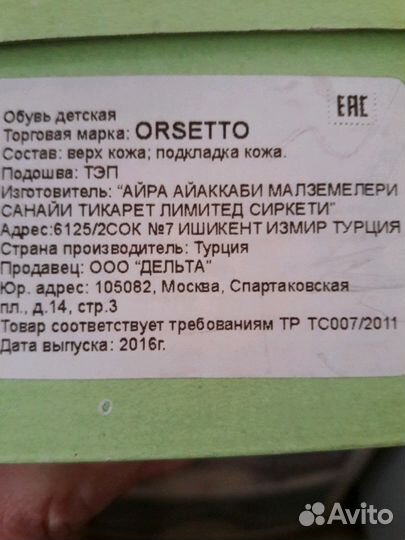 EAC
Обувь детская
Торговая марка: ORSETTO
Состав: верх кожа; подкладка кожа.
Подошва: ТЭП
Изготовитель: "АЙРА АЙАККАБИ МАЛЗЕМЕЛЕРИ
САНАЙИ ТИКАРЕТ ЛИМИТЕД СИРКЕТИ"
Адрес:6125/2СОК №7 ИШИКЕНТ ИЗМИР ТУРЦИЯ
Страна производитель: Турция
Продавец: ООО "ДЕЛЬТА"
Юр. адрес: 105082, Москва, Спартаковская
пл., д.14, стр.3
Товар соответствует требованиям ТР ТС007/2011
Дата выпуска: 2016г.
Avito